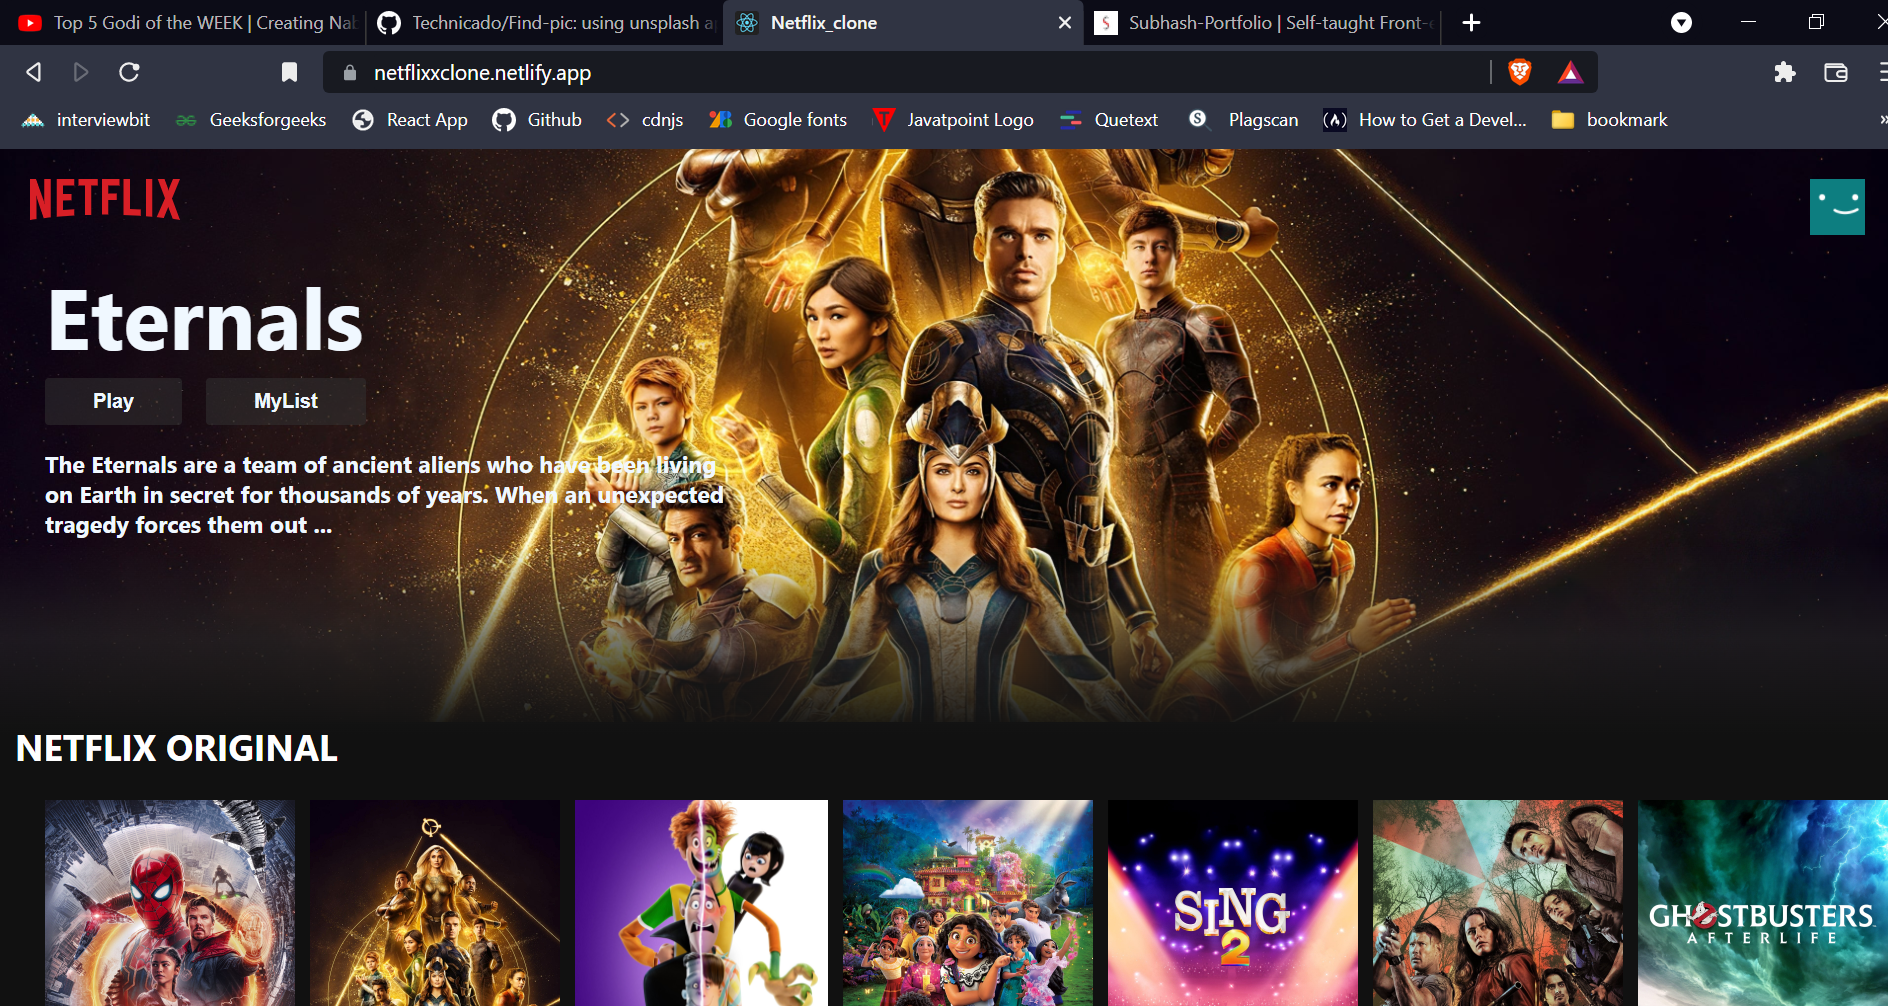 Top 5 Godi of the WEEK | Creating Nab
Technicado/Find-pic: using unsplash a
Netflix_clone
Subhash-Portfolio | Self-taught Front-e
netflixxclone.netlify.app
interviewbit
Geeksforgeeks
React App
Github
cdnjs
Google fonts
Javatpoint Logo
Quetext
Plagscan
How to Get a Devel...
bookmark
NETFLIX
Eternals
Play
MyList
The Eternals are a team of ancient aliens who have been living
on Earth in secret for thousands of years. When an unexpected
tragedy forces them out ...
NETFLIX ORIGINAL
SING
2
GHOSTBUSTERS
AFTERLIFE